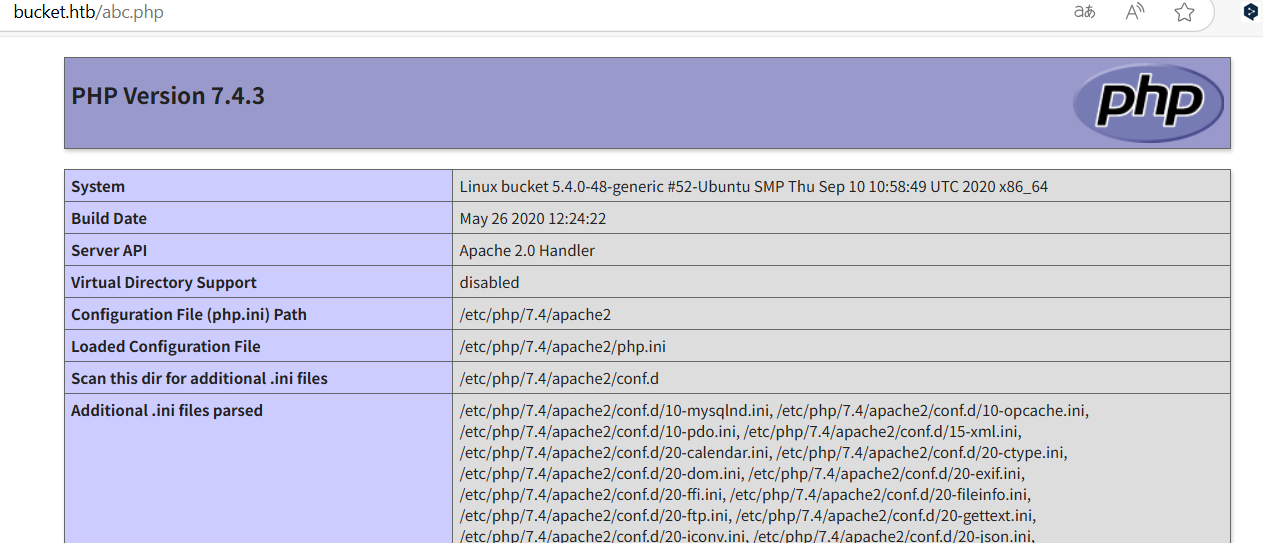 bucket.htb/abc.php
aあ A
PHP Version 7.4.3
php
System Linux bucket 5.4.0-48-generic #52-Ubuntu SMP Thu Sep 10 10:58:49 UTC 2020 x86_64
Build Date May 26 2020 12:24:22
Server API Apache 2.0 Handler
Virtual Directory Support disabled
Configuration File (php.ini) Path /etc/php/7.4/apache2
Loaded Configuration File /etc/php/7.4/apache2/php.ini
Scan this dir for additional .ini files /etc/php/7.4/apache2/conf.d
Additional .ini files parsed /etc/php/7.4/apache2/conf.d/10-mysqlnd.ini, /etc/php/7.4/apache2/conf.d/10-opcache.ini,
/etc/php/7.4/apache2/conf.d/10-pdo.ini, /etc/php/7.4/apache2/conf.d/15-xml.ini,
/etc/php/7.4/apache2/conf.d/20-calendar.ini, /etc/php/7.4/apache2/conf.d/20-ctype.ini,
/etc/php/7.4/apache2/conf.d/20-dom.ini, /etc/php/7.4/apache2/conf.d/20-exif.ini,
/etc/php/7.4/apache2/conf.d/20-ffi.ini, /etc/php/7.4/apache2/conf.d/20-fileinfo.ini,
/etc/php/7.4/apache2/conf.d/20-ftp.ini, /etc/php/7.4/apache2/conf.d/20-gettext.ini,
/etc/php/7.4/apache2/conf.d/20-iconv.ini, /etc/php/7.4/apache2/conf.d/20-json.ini,